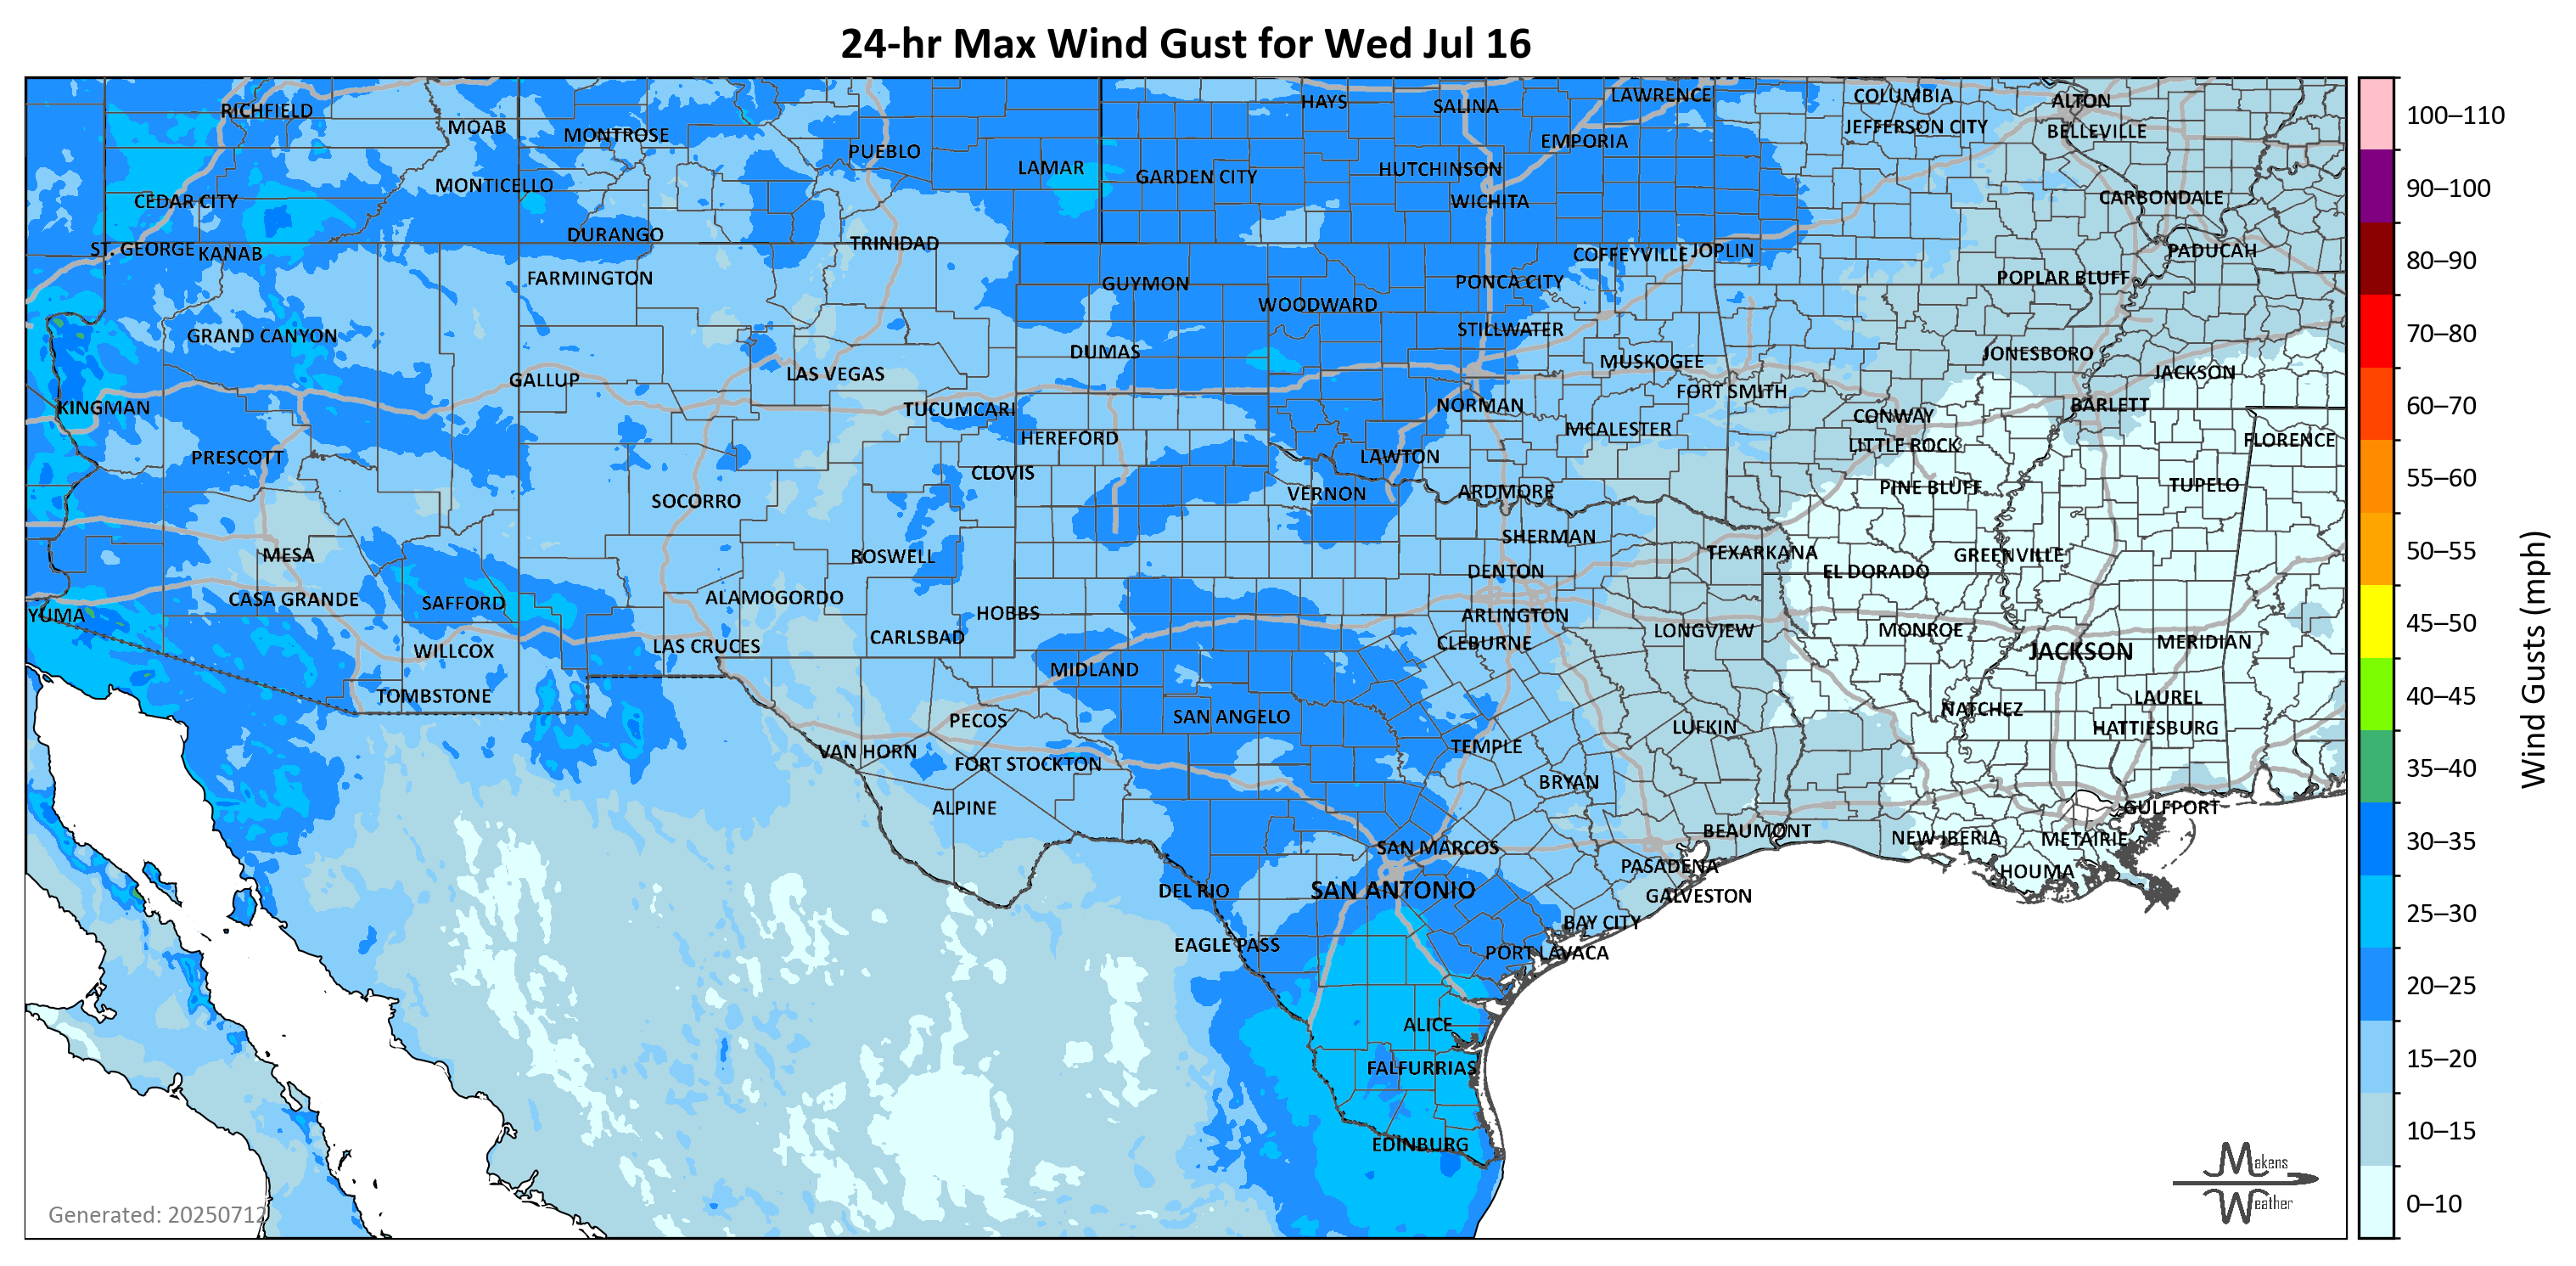 24-hr Max Wind Gust for Wed Jul 16
RICHFIELD
MOAB
MONTROSE
PUEBLO
LAMAR
HAYS
SALINA
LAWRENCE
EMPORIA
COLUMBIA
JEFFERSON CITY
ALTON
BELLEVILLE
GARDEN CITY
HUTCHINSON
WICHITA
MONTICELLO
CEDAR CITY
CARBONDALE
ST. GEORGE
KANAB
DURANGO
TRINIDAD
COFFEYVILLE
JOPLIN
PADUCAH
FARMINGTON
GUYMON
PONCA CITY
POPLAR BLUFF
WOODWARD
STILLWATER
GRAND CANYON
DUMAS
MUSKOGEE
JONESBORO
GALLUP
LAS VEGAS
FORT SMITH
JACKSON
KINGMAN
TUCUMCARI
NORMAN
CONWAY
BARLETT
HEREFORD
MCALESTER
LITTLE ROCK
FLORENCE
PRESCOTT
CLOVIS
LAWTON
SOCORRO
VERNON
ARDMORE
PINE BLUFF
TUPELO
MESA
ROSWELL
SHERMAN
TEXARKANA
GREENVILLE
DENTON
EL DORADO
CASA GRANDE
SAFFORD
ALAMOGORDO
HOBBS
ARLINGTON
YUMA
CARLSBAD
CLEBURNE
LONGVIEW
MONROE
MERIDIAN
WILLCOX
LAS CRUCES
MIDLAND
JACKSON
TOMBSTONE
PECOS
SAN ANGELO
LUFKIN
NATCHEZ
LAUREL
HATTIESBURG
VAN HORN
FORT STOCKTON
TEMPLE
BRYAN
ALPINE
GULFPORT
SAN MARCOS
BEAUMONT
NEW IBERIA
METAIRIE
PASADENA
HOUMA
DEL RIO
SAN ANTONIO
GALVESTON
BAY CITY
EAGLE PASS
PORT LAVACA
ALICE
FALFURRIAS
EDINBURG
Generated: 20250712
Makens
Weather
100–110
90–100
80–90
70–80
60–70
55–60
50–55
45–50
40–45
35–40
30–35
25–30
20–25
15–20
10–15
0–10
Wind Gusts (mph)